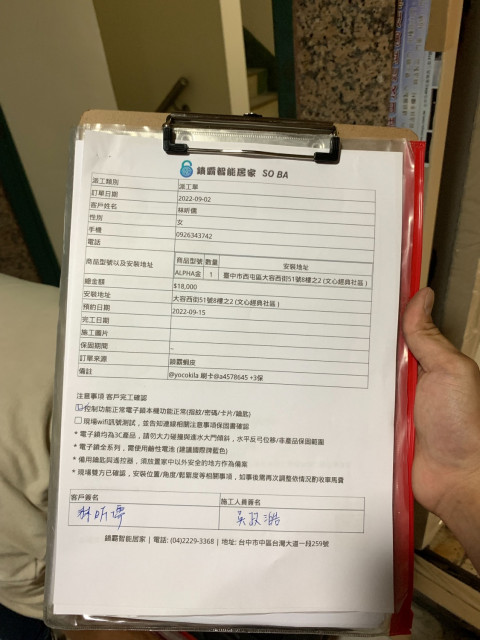 鎖霸智能居家 SO BA
派工類別 派工單
訂單日期 2022-09-02
客戶姓名 林昕儒
性別 女
手機 0926343742
電話
商品型號以及安裝地址 商品型號 數量 安裝地址
ALPHA金 1 臺中市西屯區大容西街51號8樓之2 (文心經典社區 )
總金額 $18,000
安裝地址 大容西街51號8樓之2 (文心經典社區 )
預約日期 2022-09-15
完工日期
施工圖片
保固期間 _
訂單來源 鎖霸蝦皮
備註 @yocokila 刷卡@a4578645 +3保
注意事項 客戶完工確認
控制功能正常電子鎖本機功能正常(指紋/密碼/卡片/鑰匙)
現場wifi訊號測試，並告知連線相關注意事項保固書確認
* 電子鎖均為3C產品，請勿大力碰撞與進水大門傾斜，水平反弓位移/非產品保固範圍
* 電子鎖全系列，需使用鹼性電池 (建議國際牌藍色)
* 備用鑰匙與遙控器，須放置家中以外安全的地方作為備案
* 現場雙方已確認，安裝位置/角度/鬆緊度等相關事項，如事後需再次調整依情況酌收車馬費
客戶簽名 施工人員簽名
林昕儒 吳政澔
鎖霸智能居家 | 電話: (04)2229-3368 | 地址: 台中市中區台灣大道一段259號